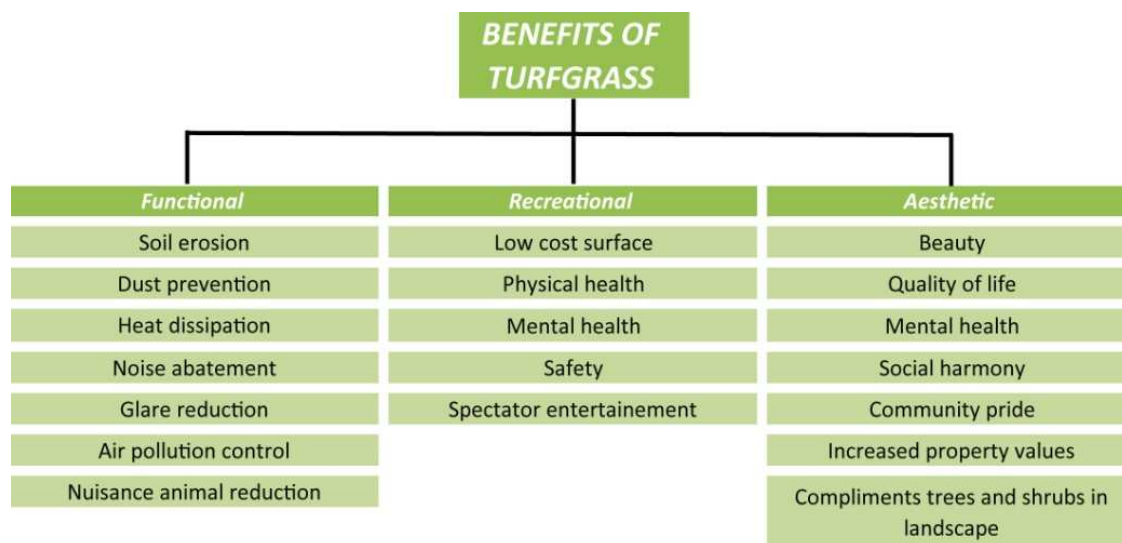 BENEFITS OF
TURFGRASS
Functional
Soil erosion
Dust prevention
Heat dissipation
Noise abatement
Glare reduction
Air pollution control
Nuisance animal reduction
Recreational
Low cost surface
Physical health
Mental health
Safety
Spectator entertainement
Aesthetic
Beauty
Quality of life
Mental health
Social harmony
Community pride
Increased property values
Compliments trees and shrubs in
landscape